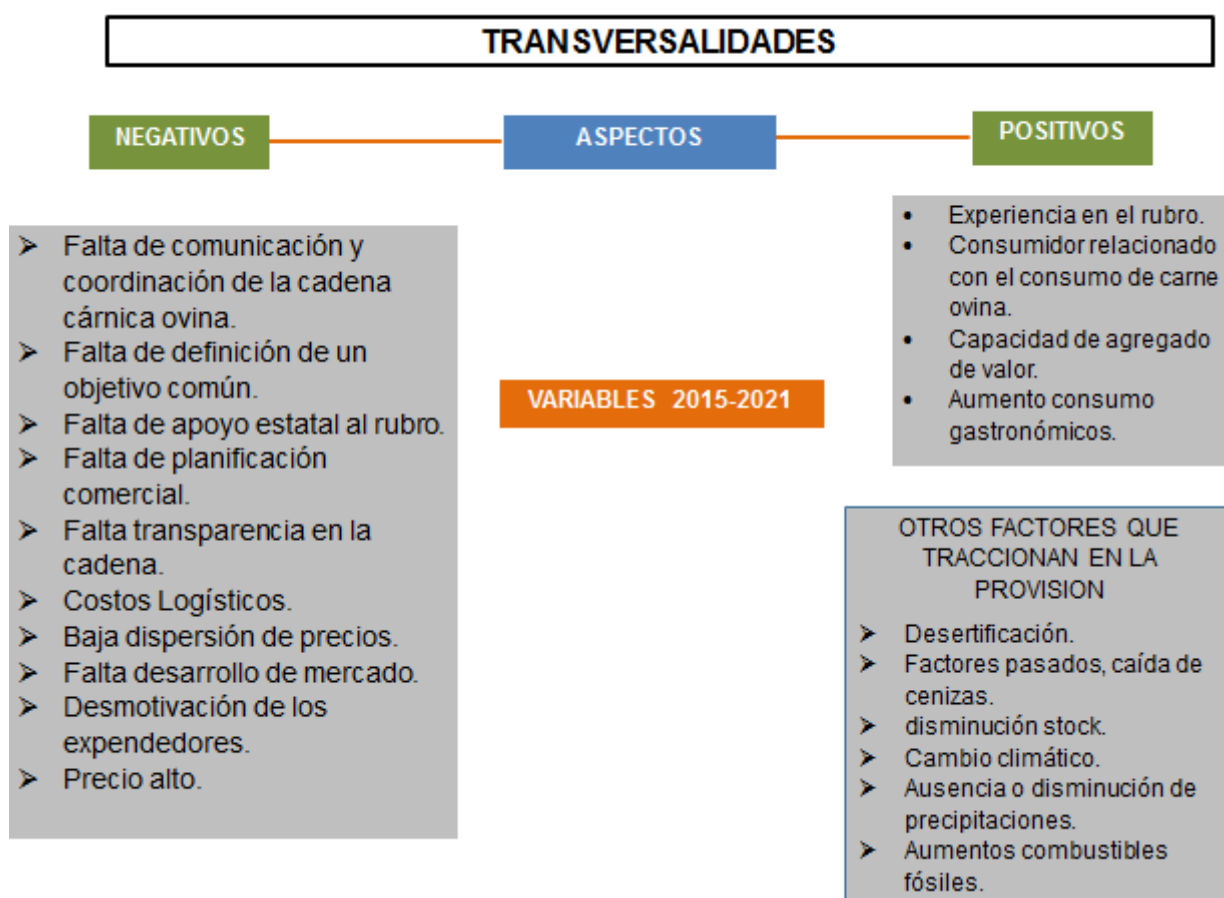 TRANSVERSALIDADES
NEGATIVOS
ASPECTOS
POSITIVOS
➤ Falta de comunicación y
coordinación de la cadena
cárnica ovina.
➤ Falta de definición de un
objetivo común.
➤ Falta de apoyo estatal al rubro.
➤ Falta de planificación
comercial.
➤ Falta transparencia en la
cadena.
➤ Costos Logísticos.
➤ Baja dispersión de precios.
➤ Falta desarrollo de mercado.
➤ Desmotivación de los
expendedores.
➤ Precio alto.
VARIABLES 2015-2021
• Experiencia en el rubro.
• Consumidor relacionado
con el consumo de carne
ovina.
• Capacidad de agregado
de valor.
• Aumento consumo
gastronómicos.
OTROS FACTORES QUE
TRACCIONAN EN LA
PROVISION
➤ Desertificación.
➤ Factores pasados, caída de
cenizas.
➤ disminución stock.
➤ Cambio climático.
➤ Ausencia o disminución de
precipitaciones.
➤ Aumentos combustibles
fósiles.